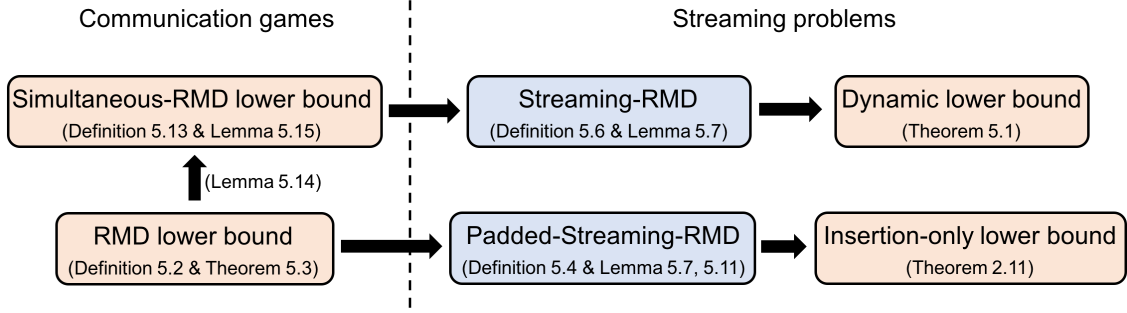 Communication games
Streaming problems
Simultaneous-RMD lower bound
(Definition 5.13 & Lemma 5.15)
Streaming-RMD
(Definition 5.6 & Lemma 5.7)
Dynamic lower bound
(Theorem 5.1)
(Lemma 5.14)
RMD lower bound
(Definition 5.2 & Theorem 5.3)
Padded-Streaming-RMD
(Definition 5.4 & Lemma 5.7, 5.11)
Insertion-only lower bound
(Theorem 2.11)